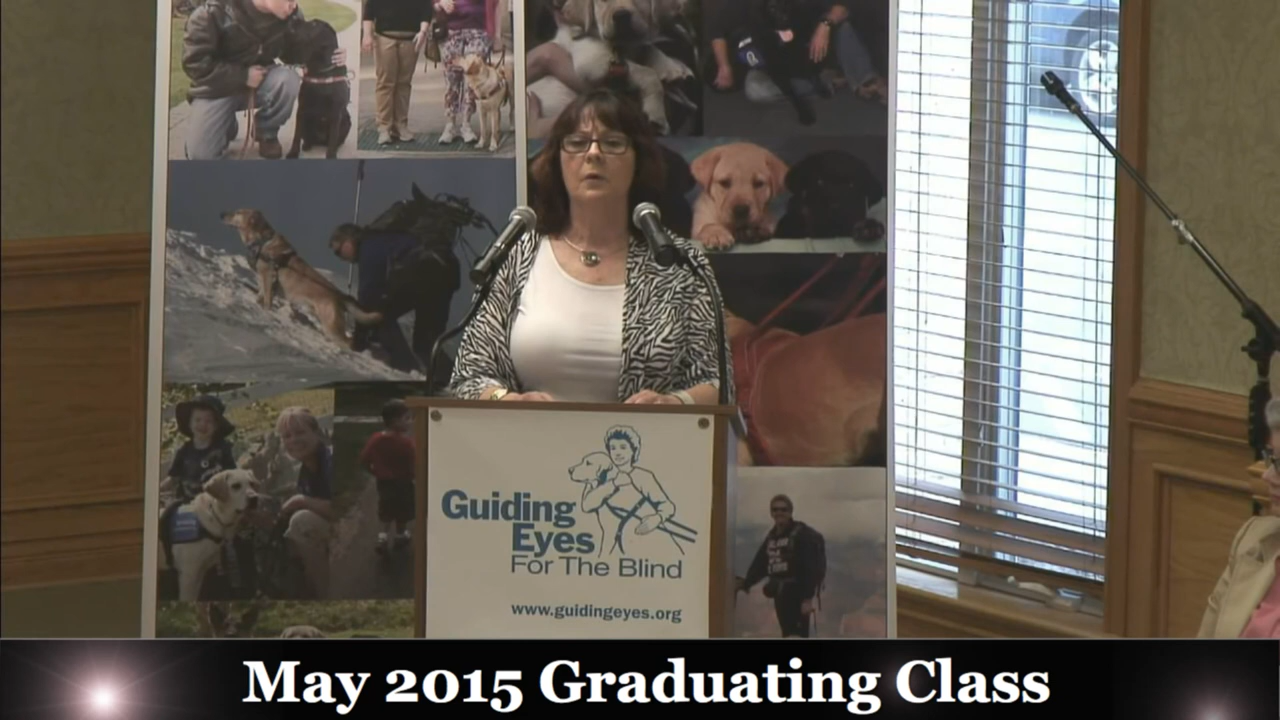 Guiding
Eyes
For The Blind
www.guidingeyes.org
May 2015 Graduating Class